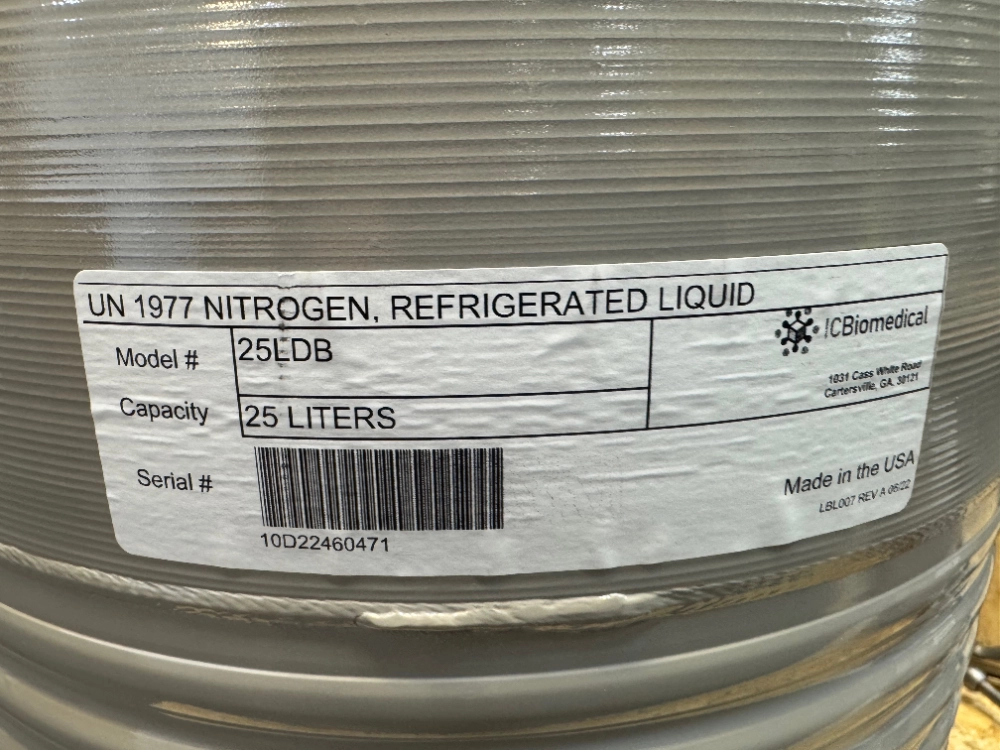 UN 1977 NITROGEN, REFRIGERATED LIQUID
Model # 25LDB
Capacity 25 LITERS
ICBiomedical
1031 Cass White Road
Cartersville, GA, 30121
Serial #
10D22460471
Made in the USA
LBL007 REV A 06/22